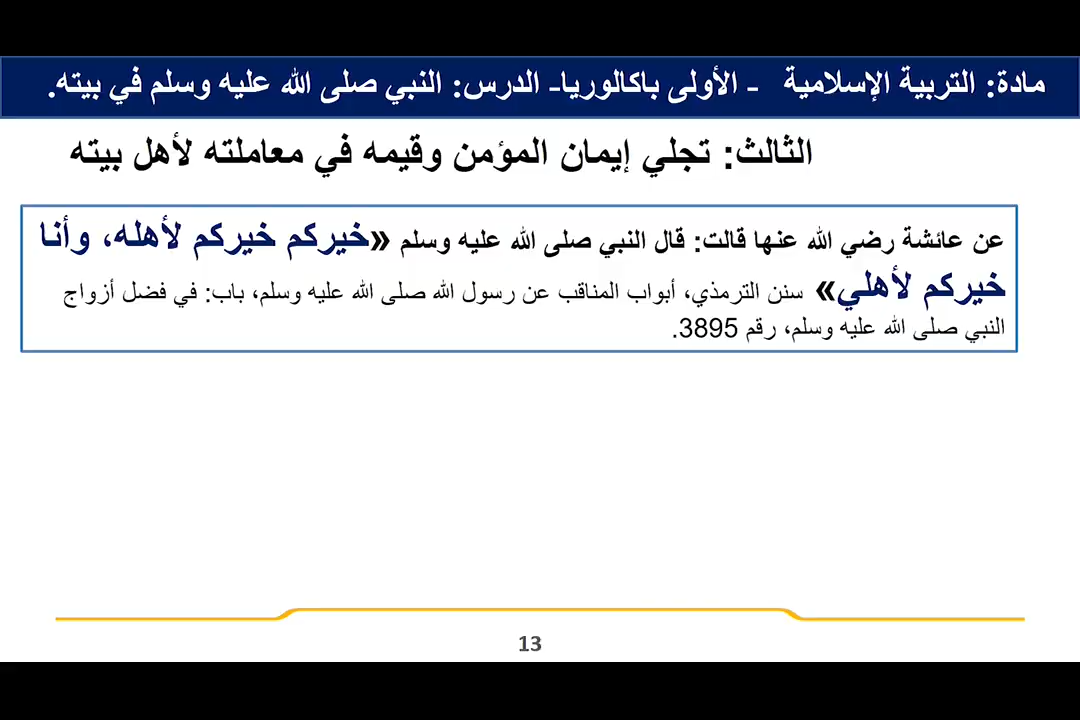 مادة: التربية الإسلامية - الأولى باكالوريا- الدرس: النبي صلى الله عليه وسلم في بيته.
الثالث: تجلي إيمان المؤمن وقيمه في معاملته لأهل بيته
عن عائشة رضي الله عنها قالت: قال النبي صلى الله عليه وسلم «خيركم خيركم لأهله، وأنا
خيركم لأهلي» سنن الترمذي، أبواب المناقب عن رسول الله صلى الله عليه وسلم، باب: في فضل أزواج
النبي صلى الله عليه وسلم، رقم 3895.
13